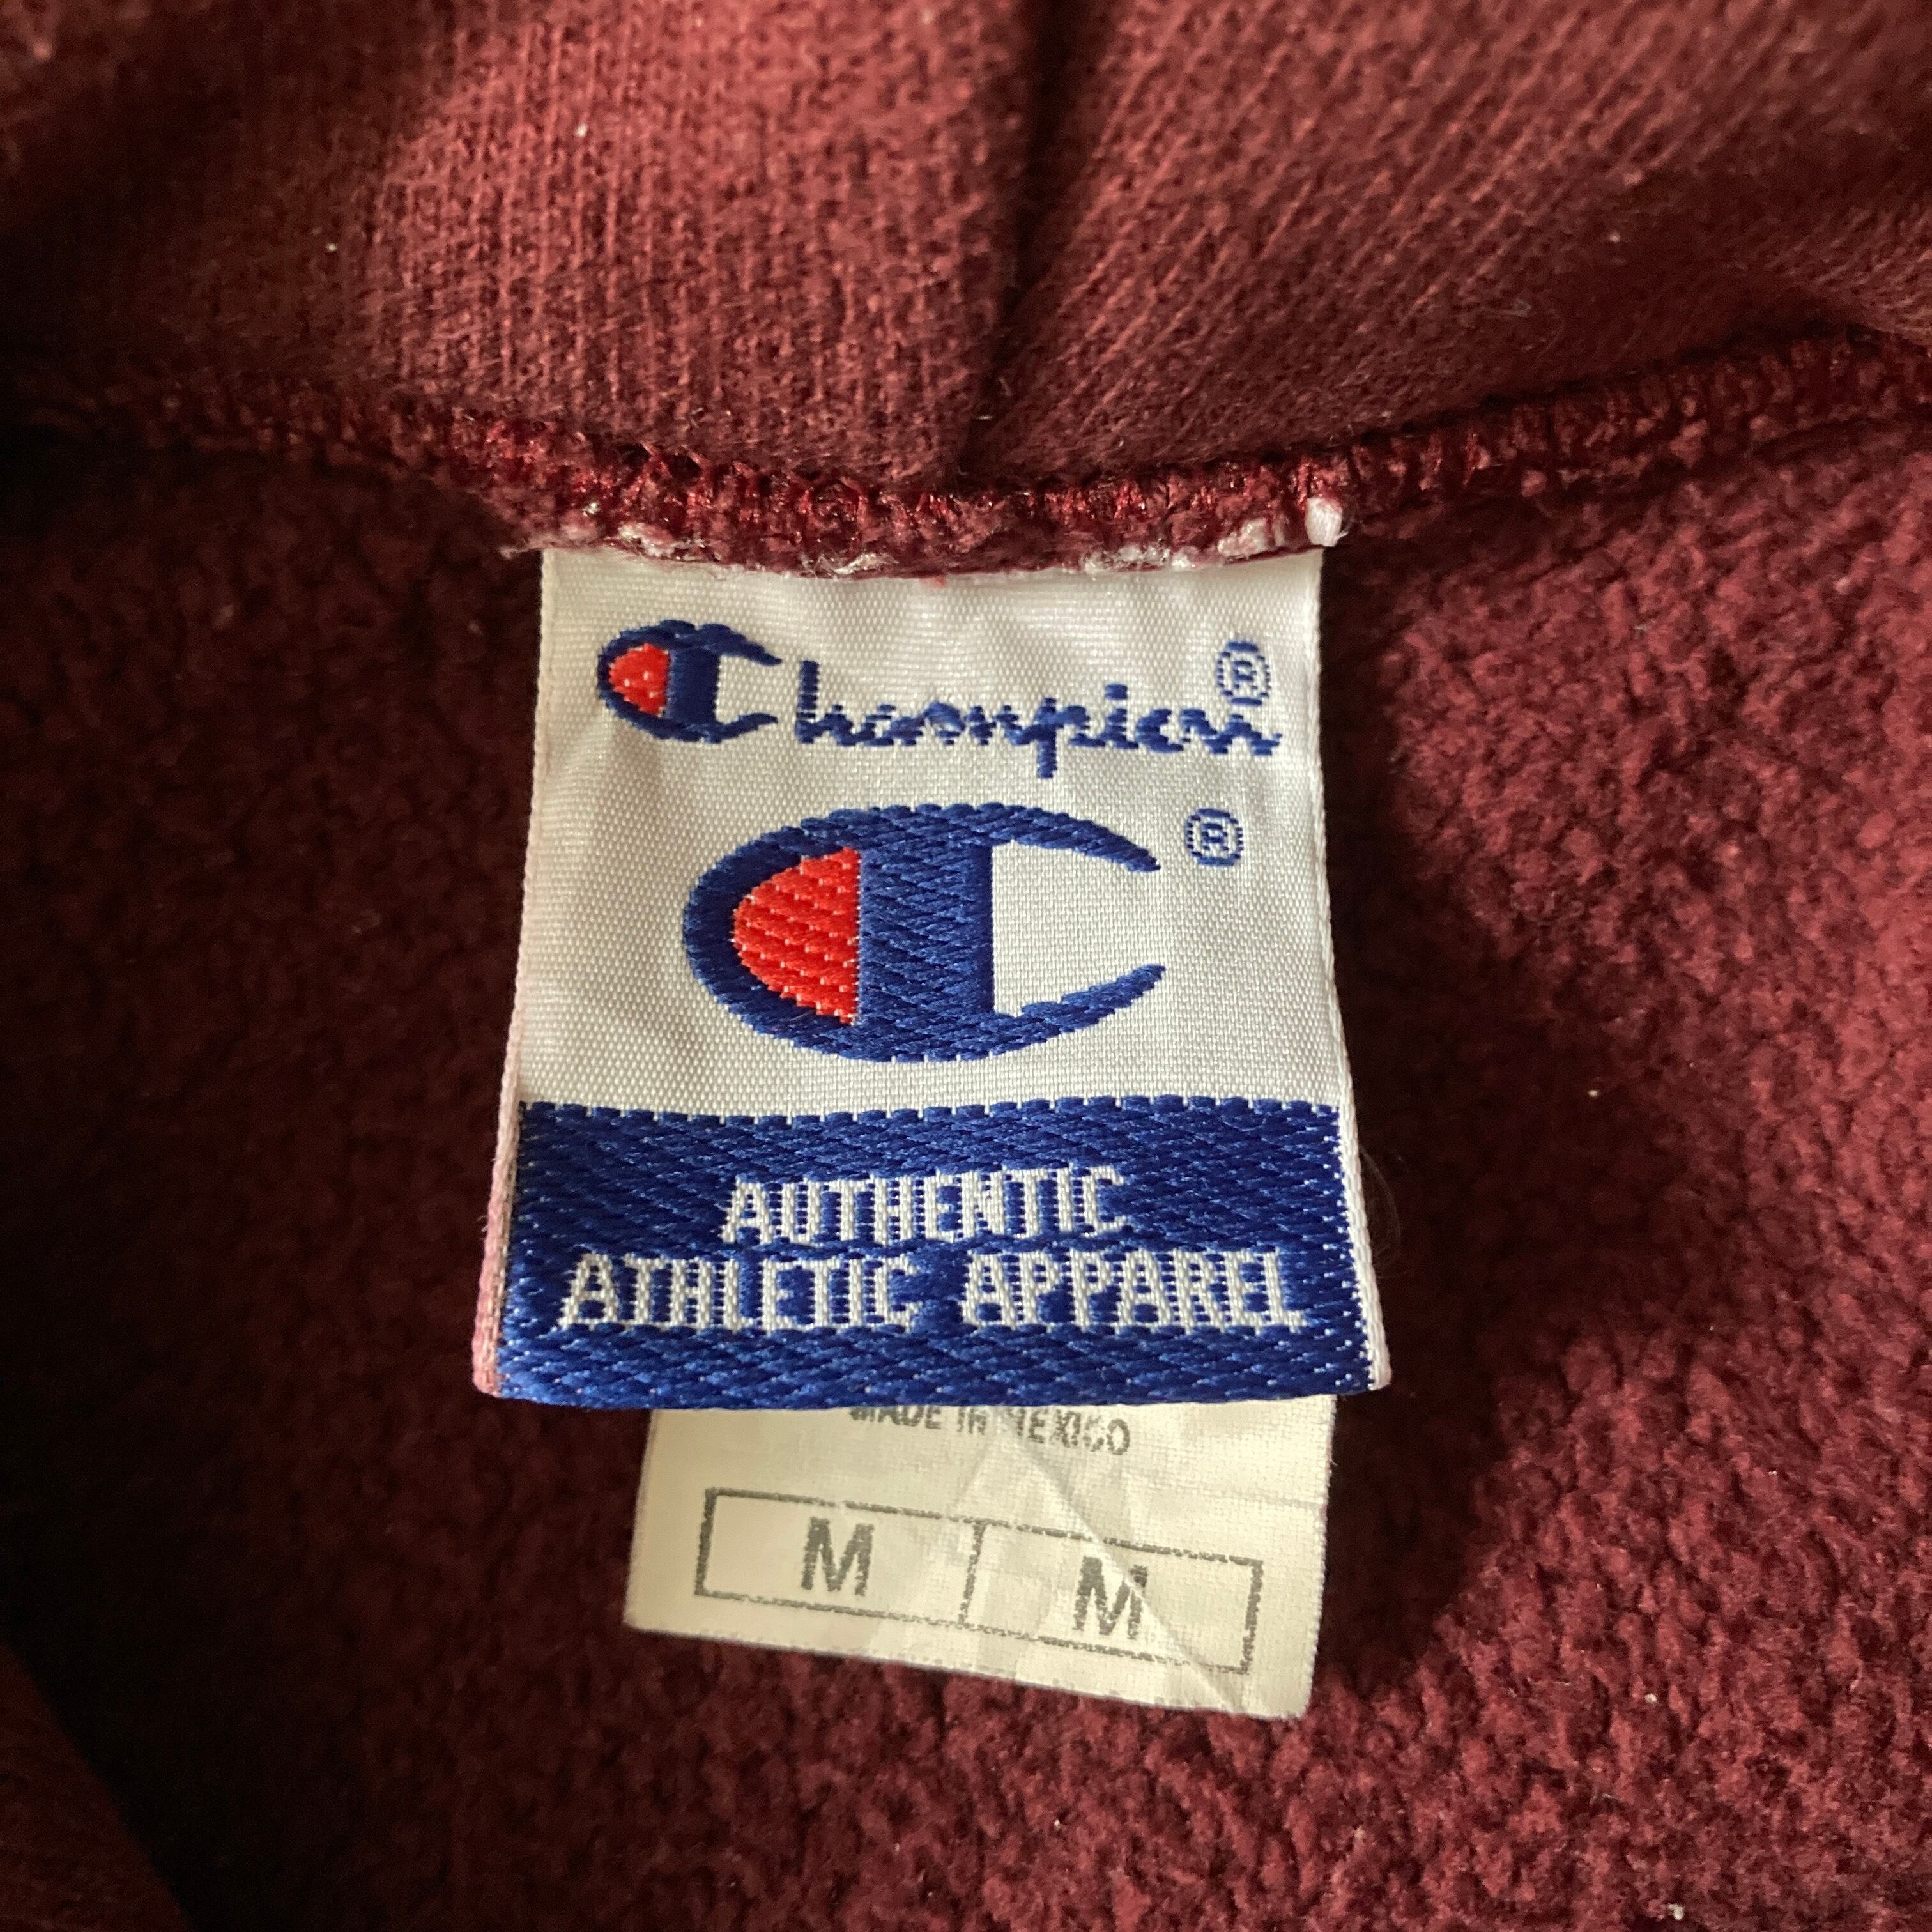 Champion®
C®
AUTHENTIC
ATHLETIC APPAREL
MADE IN MEXICO
M M